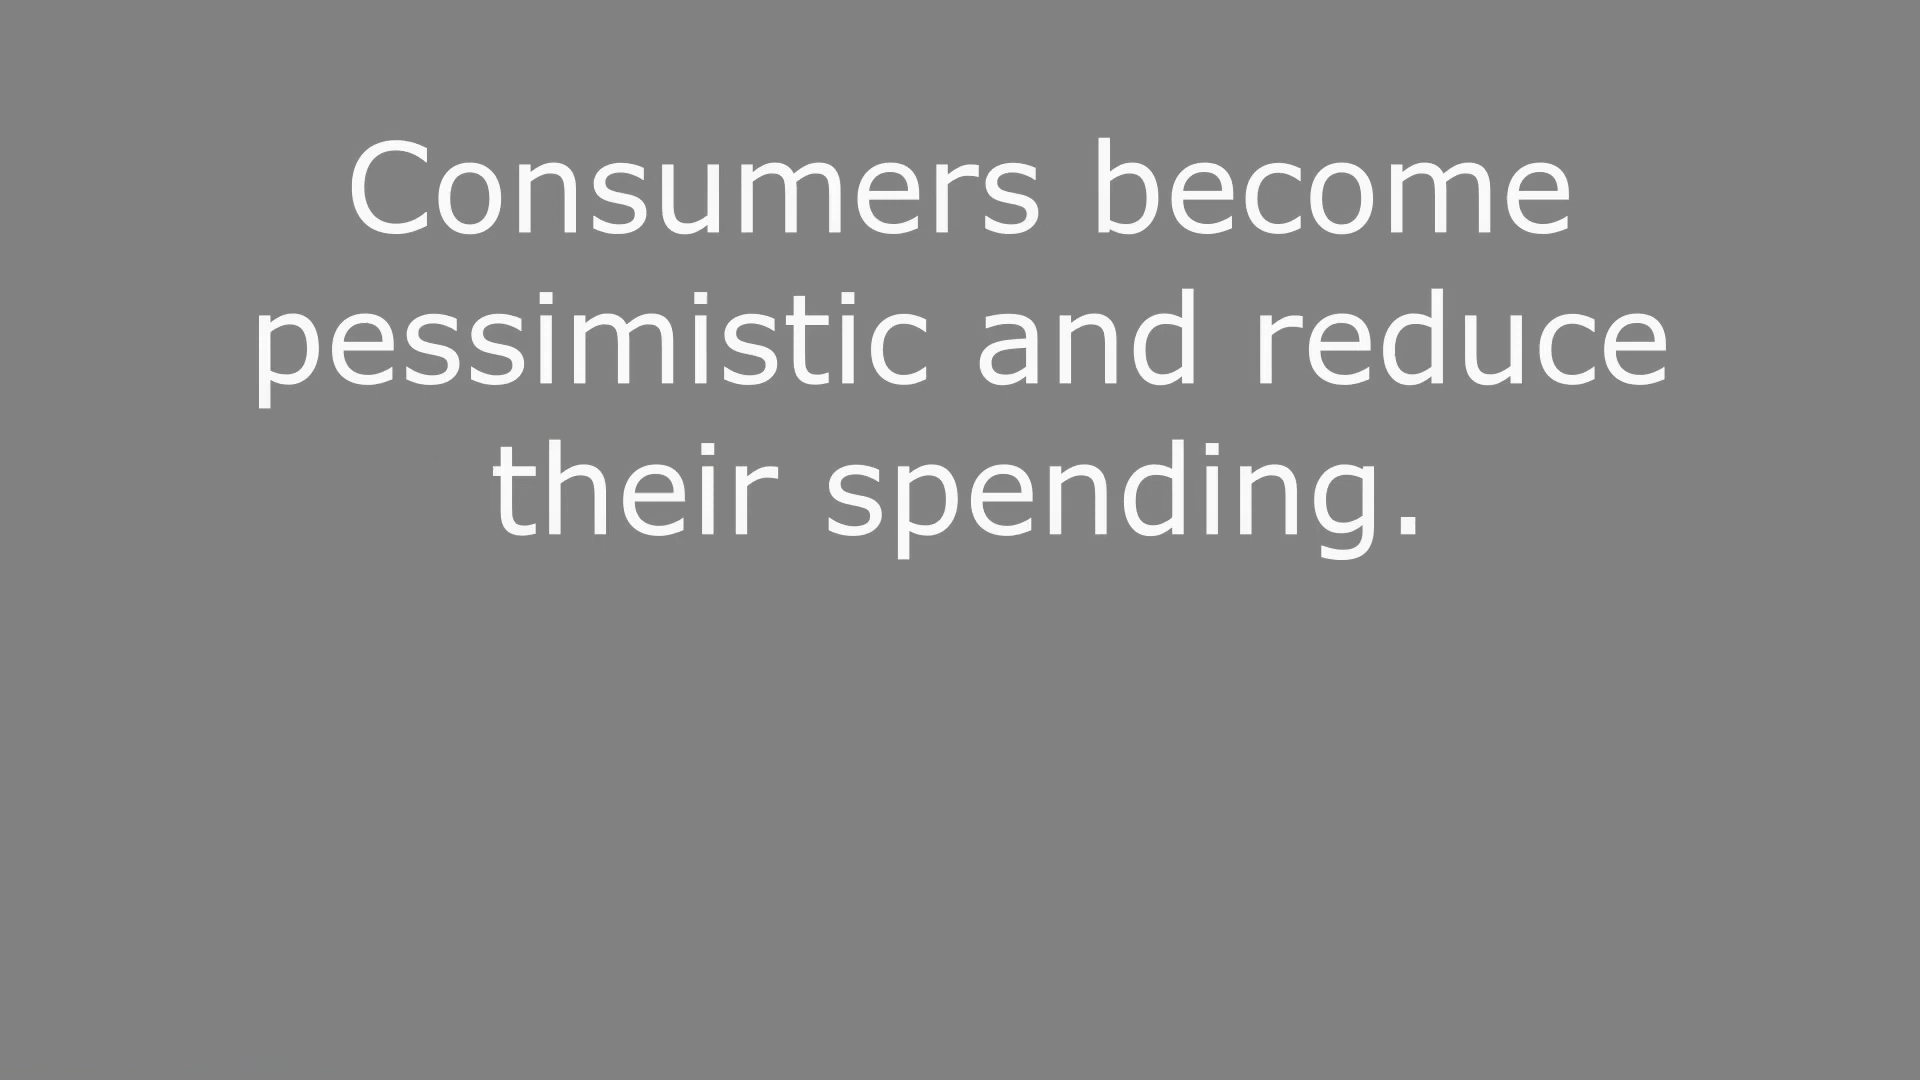 Consumers become
pessimistic and reduce
their spending.